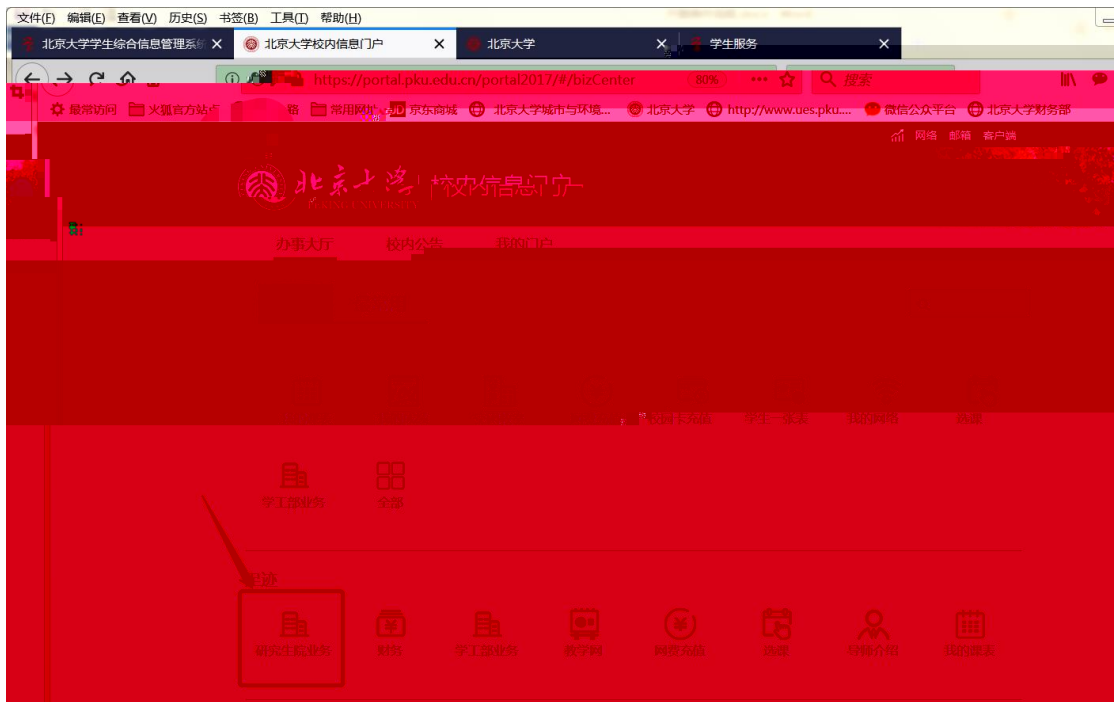 文件(F) 编辑(E) 查看(V) 历史(S) 书签(B) 工具(T) 帮助(H)
北京大学学生综合信息管理系统 北京大学校内信息门户 北京大学 学生服务
https://portal.pku.edu.cn/portal2017/#/bizCenter 80% 搜索
最常访问 火狐官方站点 常用网址 JD 京东商城 北京大学城市与环境... 北京大学 http://www.ues.pku.... 微信公众平台 北京大学财务部
网络 邮箱 客户端
北京大学 校内信息门户
PEKING UNIVERSITY
办事大厅 校内公告 我的门户
校园卡充值 学生一张表 我的网络 选课
学工部业务 全部
研究生院业务 财务 学工部业务 教学网 网费充值 选课 导师介绍 我的课表